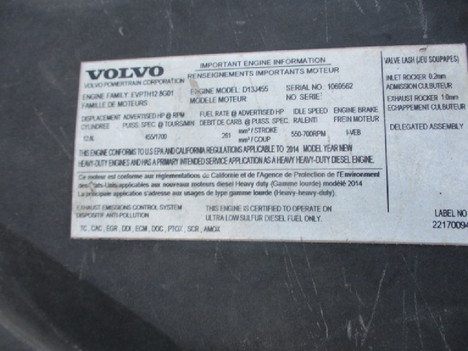 VOLVO
VOLVO POWERTRAIN CORPORATION
IMPORTANT ENGINE INFORMATION
RENSEIGNEMENTS IMPORTANTS MOTEUR
ENGINE FAMILY: EVPTH12.8G01
FAMILLE DE MOTEURS
ENGINE MODEL D13J455
MODELE MOTEUR
SERIAL NO: 1069562
NO SERIE:
DISPLACEMENT ADVERTISED HP @ RPM FUEL RATE @ ADVERTISED HP IDLE SPEED ENGINE BRAKE
CYLINDREE PUISS. SPEC @ TOURS/MIN DEBIT DE CARB. @ PUISS. SPEC RALENTI FREIN MOTEUR
12.8L 455/1700 281 mm³/STROKE mm³/COUP 550-700RPM I-VEB
THIS ENGINE CONFORMS TO U.S EPA AND CALIFORNIA REGULATIONS APPLICABLE TO 2014 MODEL YEAR NEW
HEAVY-DUTY ENGINES AND HAS A PRIMARY INTENDED SERVICE APPLICATION AS A HEAVY HEAVY-DUTY DIESEL ENGINE.
Ce moteur est conforme aux réglementations du Californie et de l'Agence de Protection de l'Environnement
des Etats Unis applicables aux nouveaux moteurs diesel Heavy duty (Gamme lourde) modèlé 2014
La principale application s'adresse aux usages de type gamme lourde (Heavy-heavy-duty).
EXHAUST EMISSIONS CONTROL SYSTEM
DISPOSITIF ANTI-POLLUTION
THIS ENGINE IS CERTIFIED TO OPERATE ON
ULTRA LOW SULFUR DIESEL FUEL ONLY.
TC, CAC, EGR, DDI, ECM, DOC, PTOX, SCR, AMOX
VALVE LASH (JEU SOUPAPES)
INLET ROCKER 0.2mm
ADMISSION CULBUTEUR
EXHAUST ROCKER 1.0mm
ECHAPPEMENT CULBUTEUR
DELEGATED ASSEMBLY
LABEL NO
22170094